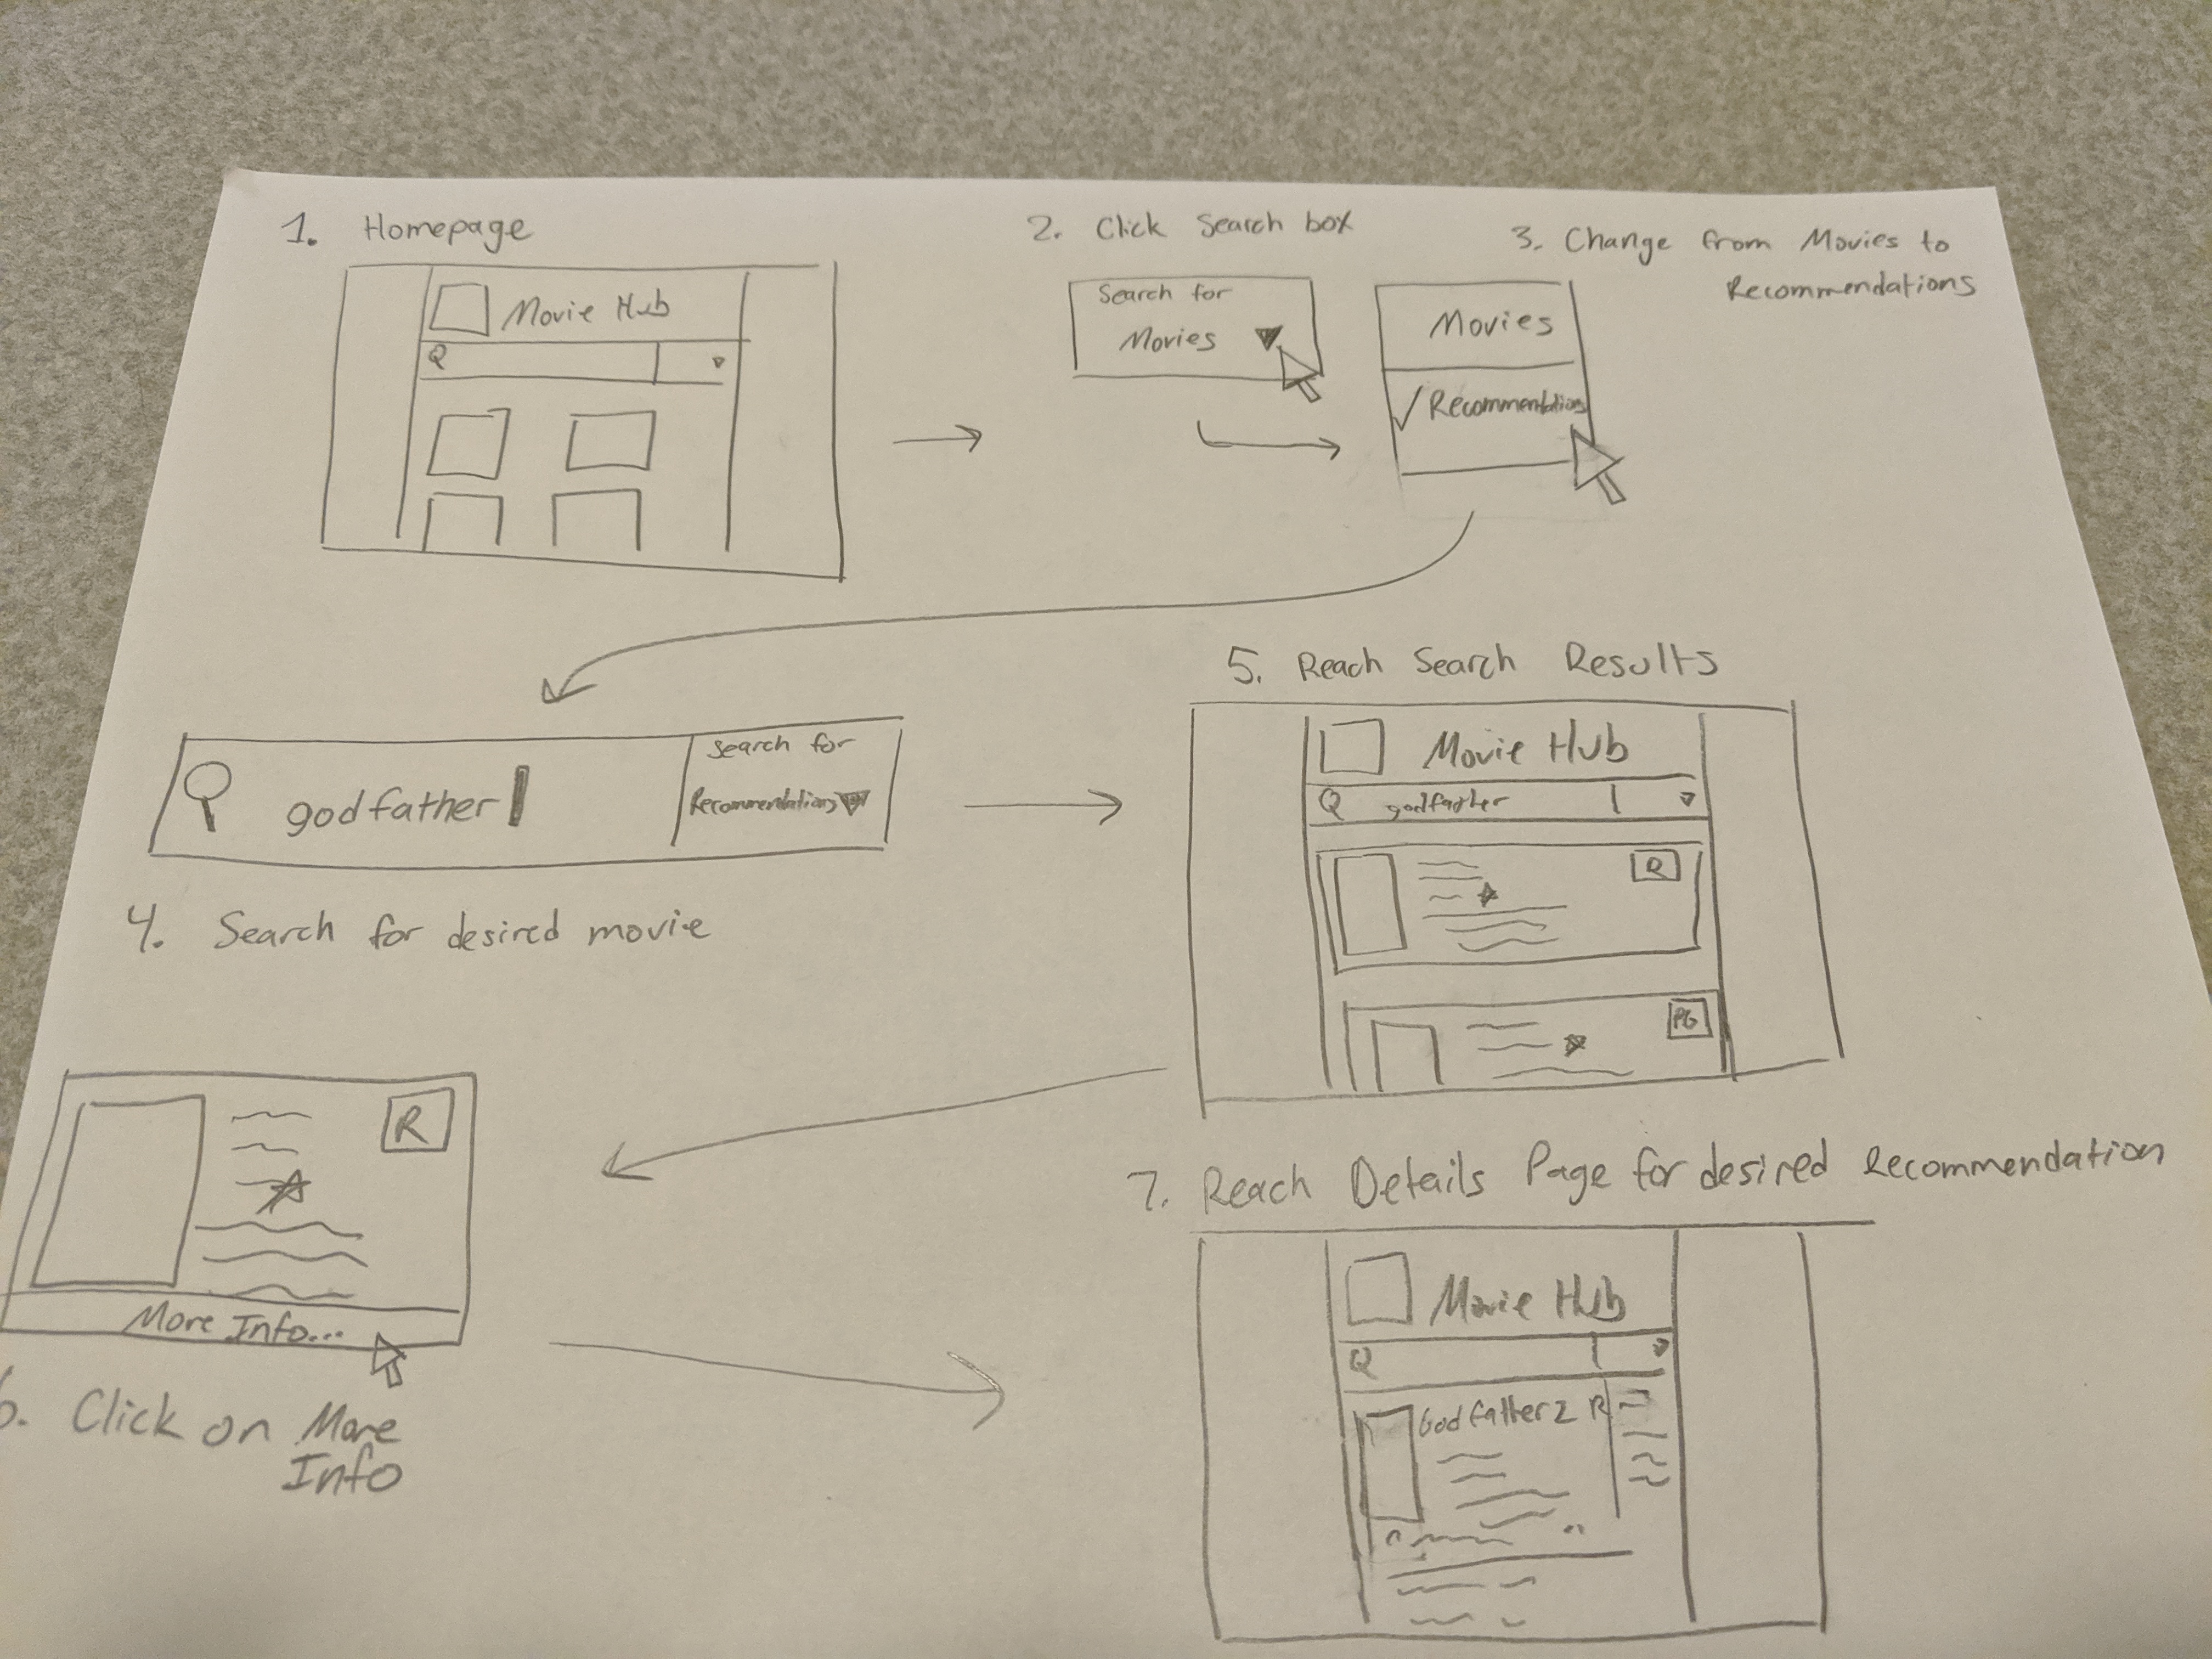 1. Homepage
Movie Hub
2. Click Search box
Search for
Movies
3. Change from Movies to
Recommendations
Movies
✓ Recommendations
godfather
Search for
Recommendations
4. Search for desired movie
5. Reach Search Results
Movie Hub
godfather
R
PG
R
More Info...
6. Click on More
Info
7. Reach Details Page for desired Recommendation
Movie Hub
Godfather 2 R